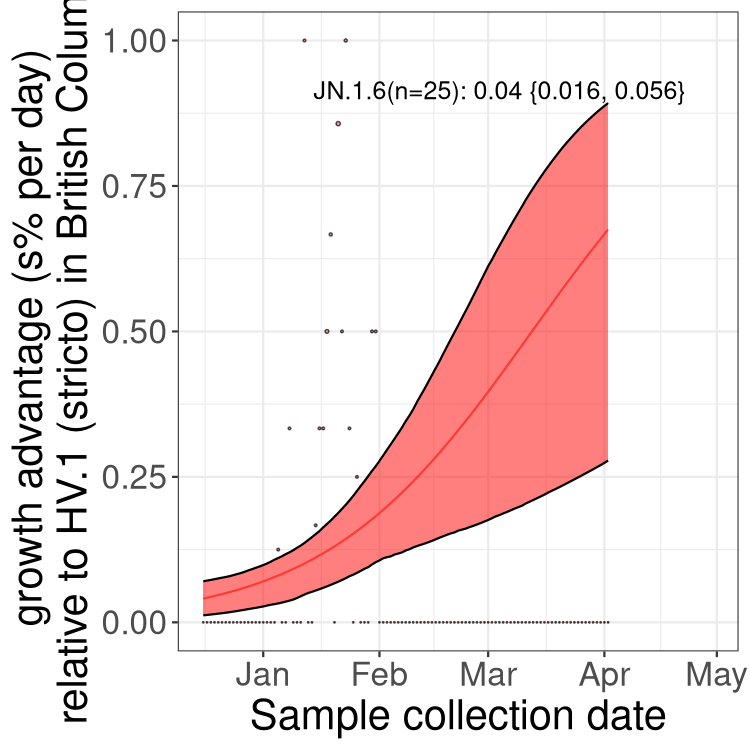 growth advantage (s% per day)
relative to HV.1 (stricto) in British Colum
1.00
0.75
0.50
0.25
0.00
JN.1.6(n=25): 0.04 {0.016, 0.056}
Jan Feb Mar Apr May
Sample collection date